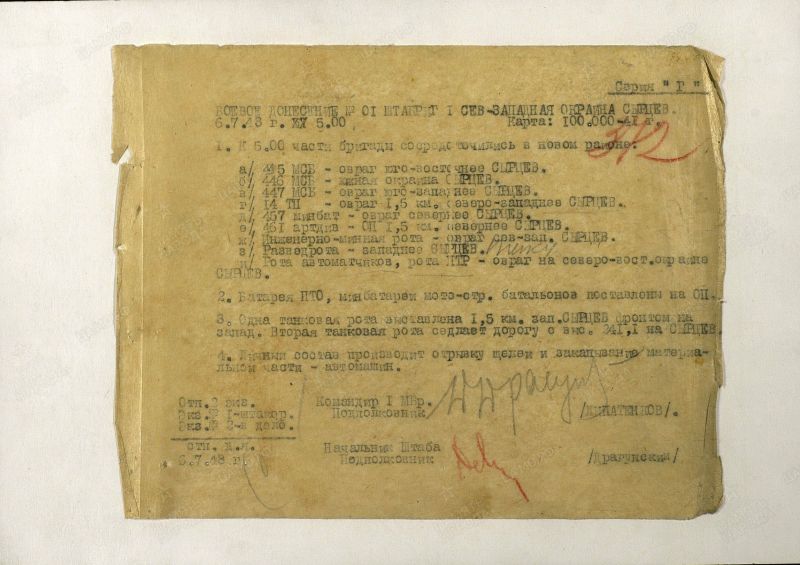 Серия "Г"
БОЕВОЕ ДОНЕСЕНИЕ № 01 ШТАБРИГ I СЕВ-ЗАПАДНАЯ ОКРАИНА СЫРЦЕВ.
6.7.43 г. 5.00 Карта: 100.000-41 г.
342
1. К 5.00 части бригады сосредоточились в новом районе:
а/ 445 МСБ - овраг юго-восточнее СЫРЦЕВ.
б/ 446 МСБ - южная окраина СЫРЦЕВ.
в/ 447 МСБ - овраг юго-западнее СЫРЦЕВ.
г/ 14 ТП - овраг 1,5 км. северо-западнее СЫРЦЕВ.
д/ 457 минбат - овраг севернее СЫРЦЕВ.
е/ 461 артдив - ОП 1,5 км. севернее СЫРЦЕВ.
ж/ Инженерно-минная рота - овраг сев-зап. СЫРЦЕВ.
з/ Разведрота - западнее СЫРЦЕВ.
и/ Рота автоматчиков, рота ПТР - овраг на северо-вост.окраине
СЫРЦЕВ.
2. Батарея ПТО, минбатареи мото-стр. батальонов поставлены на ОП.
3. Одна танковая рота выставлена 1,5 км. зап.СЫРЦЕВ фронтом на
запад. Вторая танковая рота седлает дорогу с выс. 241,1 на СЫРЦЕВ.
4. Личный состав производит отрывку щелей и закапывание материа-
льной части - автомашин.
Отп.2 экз. Командир I МБр.
Экз.№ 1-штакор. Подполковник /ЛИПАТЕНКОВ/.
Экз.№ 2-в дело.
отп. Начальник Штаба
6.7.43 г. Подполковник /Драгунский/